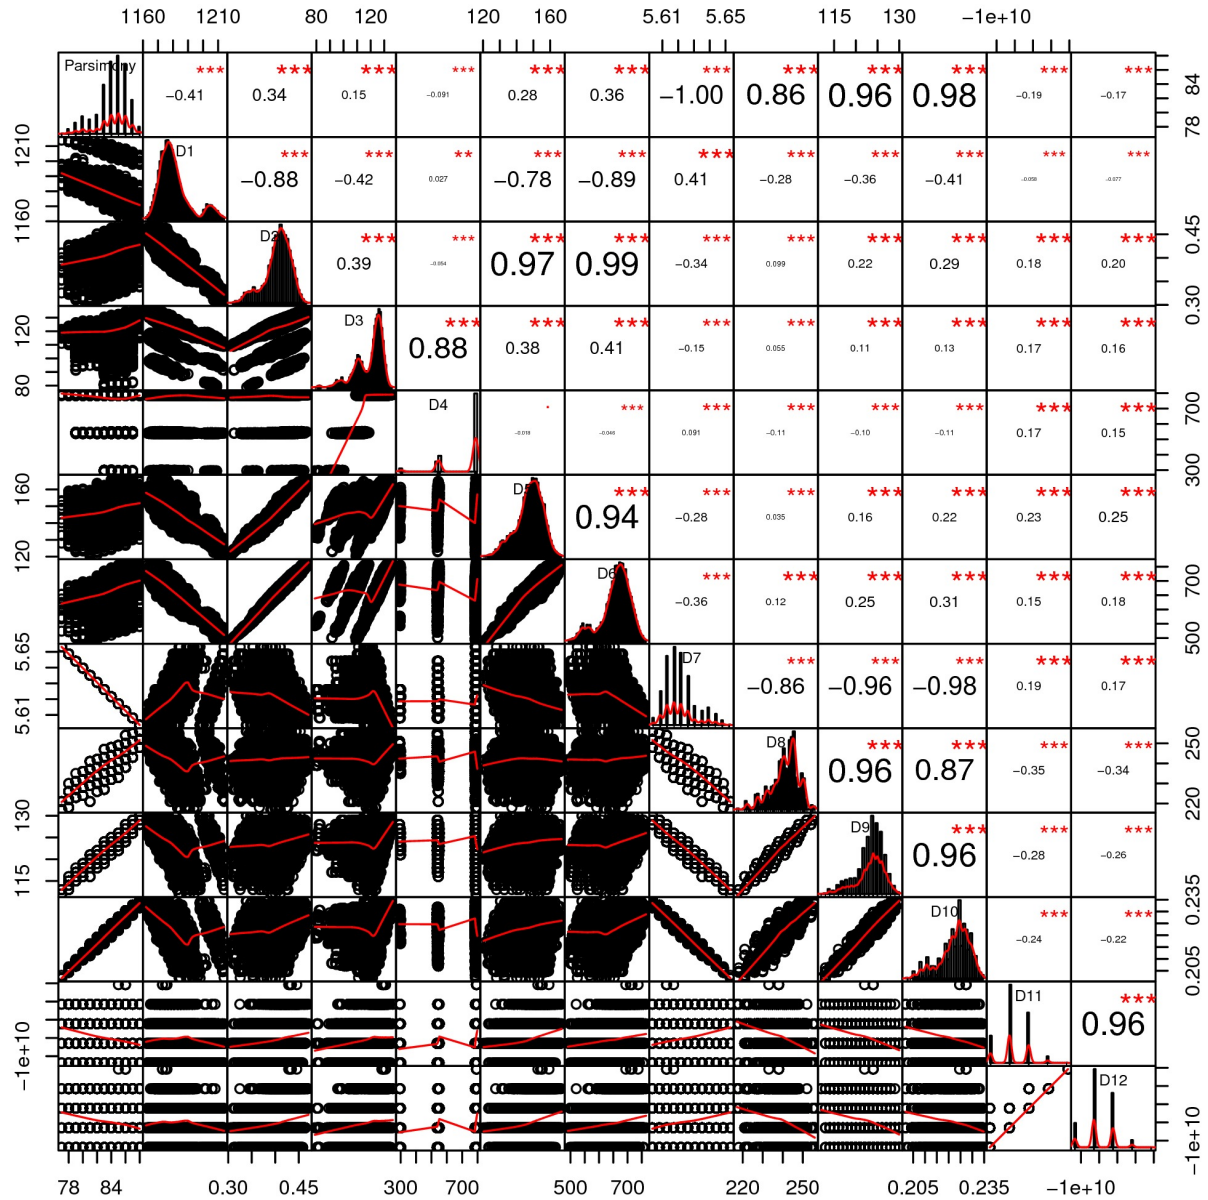 1160 1210 80 120 120 160 5.61 5.65 115 130 −1e+10
Parsimony *** *** *** *** *** *** *** *** *** *** *** ***
−0.41 0.34 0.15 −0.091 0.28 0.36 −1.00 0.86 0.96 0.98 −0.19 −0.17
78 84
1160 1210
D1 *** *** ** *** *** *** *** *** *** *** ***
−0.88 −0.42 0.027 −0.78 −0.89 0.41 −0.28 −0.36 −0.41 −0.058 −0.077
D2 *** *** *** *** *** *** *** *** *** ***
0.39 −0.054 0.97 0.99 −0.34 0.099 0.22 0.29 0.18 0.20
0.30 0.45
80 120
D3 *** *** *** *** *** *** *** *** ***
0.88 0.38 0.41 −0.15 0.055 0.11 0.13 0.17 0.16
D4 . *** *** *** *** *** *** ***
−0.018 −0.046 0.091 −0.11 −0.10 −0.11 0.17 0.15
300 700
120 160
D5 *** *** *** *** *** *** ***
0.94 −0.28 0.035 0.16 0.22 0.23 0.25
D6 *** *** *** *** *** ***
−0.36 0.12 0.25 0.31 0.15 0.18
500 700
5.61 5.65
D7 *** *** *** *** ***
−0.86 −0.96 −0.98 0.19 0.17
D8 *** *** *** ***
0.96 0.87 −0.35 −0.34
220 250
115 130
D9 *** *** ***
0.96 −0.28 −0.26
D10 *** ***
−0.24 −0.22
0.205 0.235
−1e+10
D11 ***
0.96
D12
−1e+10
78 84 0.30 0.45 300 700 500 700 220 250 0.205 0.235 −1e+10